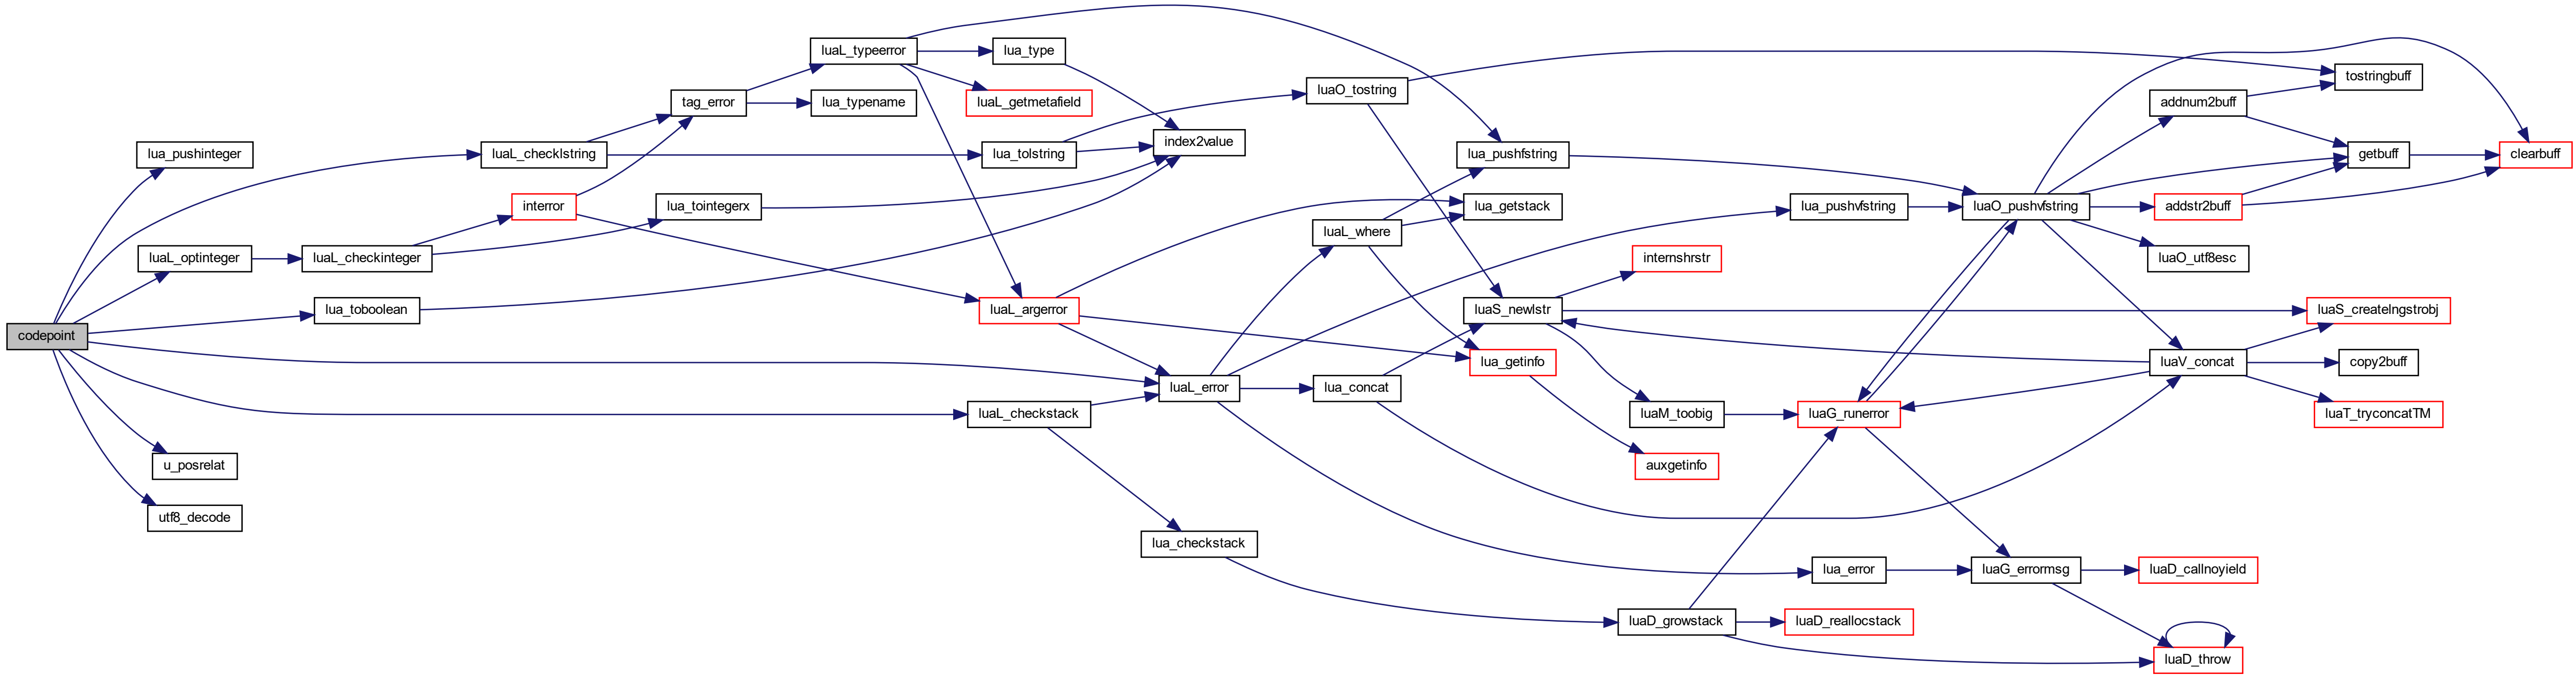 codepoint
lua_pushinteger
luaL_optinteger
lua_toboolean
u_posrelat
utf8_decode
luaL_checkinteger
luaL_checklstring
interror
tag_error
lua_tointegerx
luaL_typeerror
lua_typename
lua_type
luaL_getmetafield
lua_tolstring
luaL_argerror
luaL_checkstack
index2value
luaL_error
lua_checkstack
luaO_tostring
luaL_where
lua_concat
lua_pushfstring
lua_getstack
luaS_newlstr
lua_getinfo
internshrstr
luaM_toobig
auxgetinfo
luaD_growstack
lua_pushvfstring
luaG_runerror
lua_error
luaD_reallocstack
luaO_pushvfstring
luaG_errormsg
addnum2buff
addstr2buff
luaO_utf8esc
luaV_concat
luaD_callnoyield
luaD_throw
tostringbuff
getbuff
luaS_createlngstrobj
copy2buff
luaT_tryconcatTM
clearbuff